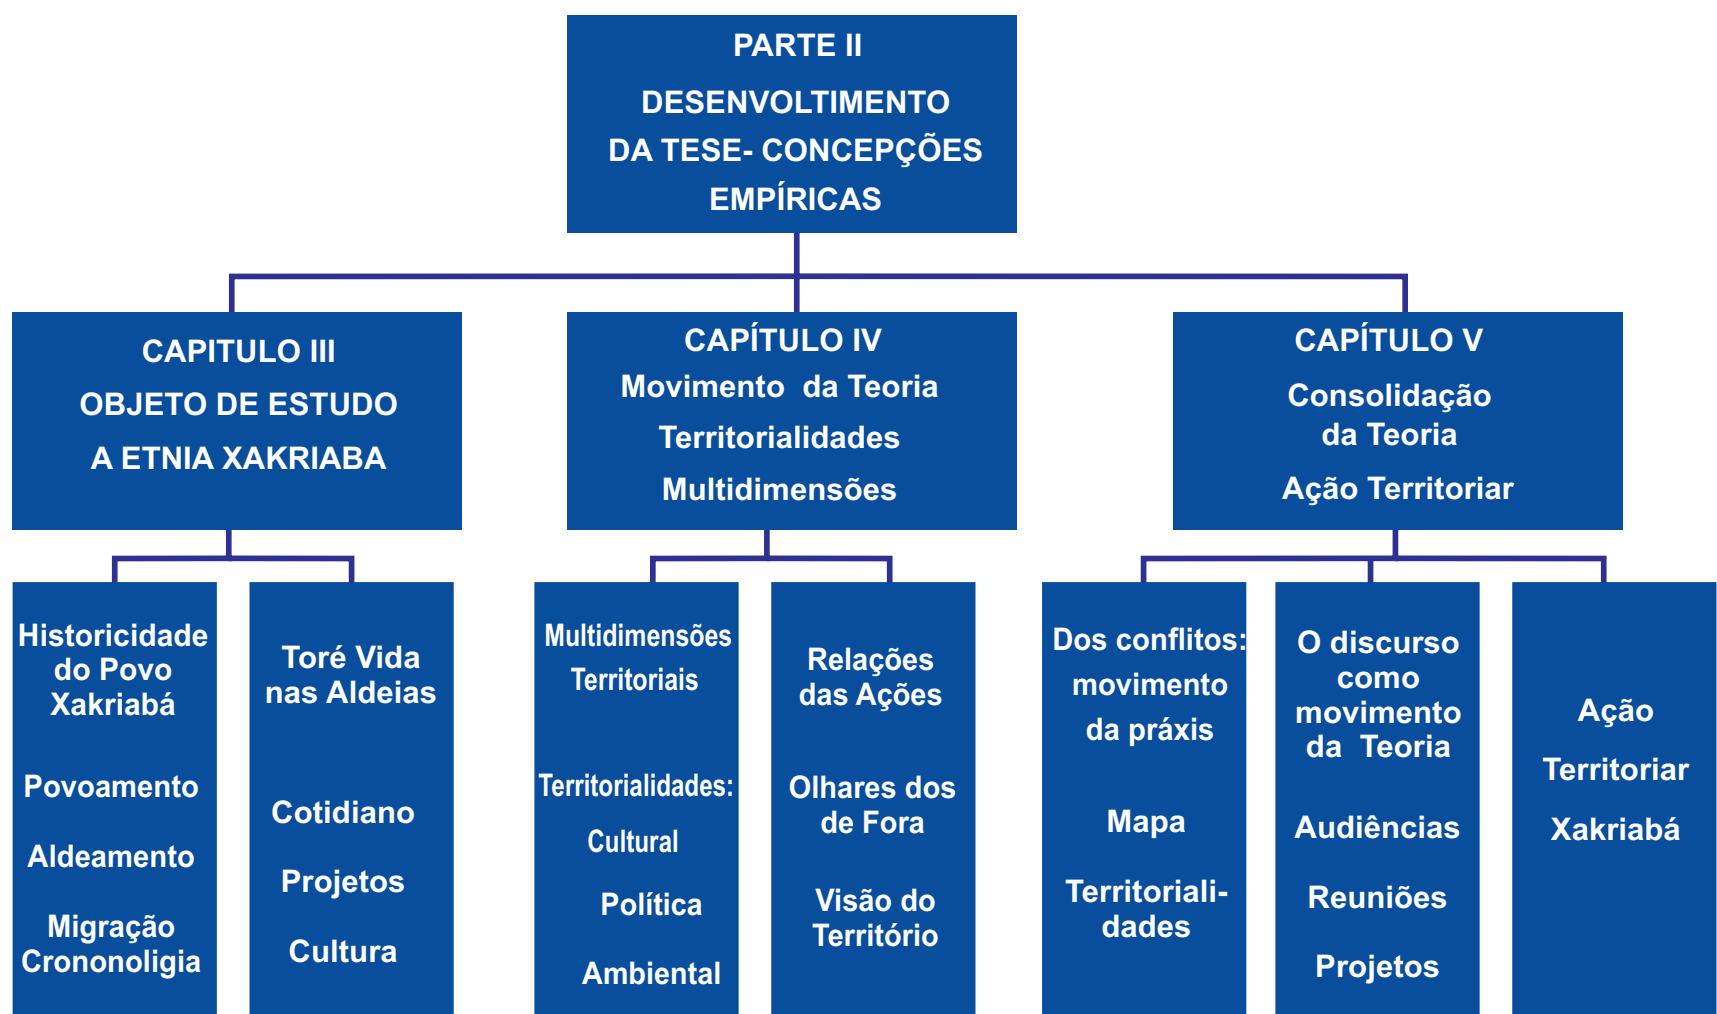 PARTE II
DESENVOLTIMENTO
DA TESE- CONCEPÇÕES
EMPÍRICAS
CAPITULO III
OBJETO DE ESTUDO
A ETNIA XAKRIABA
CAPÍTULO IV
Movimento da Teoria
Territorialidades
Multidimensões
CAPÍTULO V
Consolidação
da Teoria
Ação Territoriar
Historicidade
do Povo
Xakriabá
Povoamento
Aldeamento
Migração
Crononoligia
Toré Vida
nas Aldeias
Cotidiano
Projetos
Cultura
Multidimensões
Territoriais
Territorialidades:
Cultural
Política
Ambiental
Relações
das Ações
Olhares dos
de Fora
Visão do
Território
Dos conflitos:
movimento
da práxis
Mapa
Territoriali-
dades
O discurso
como
movimento
da Teoria
Audiências
Reuniões
Projetos
Ação
Territoriar
Xakriabá